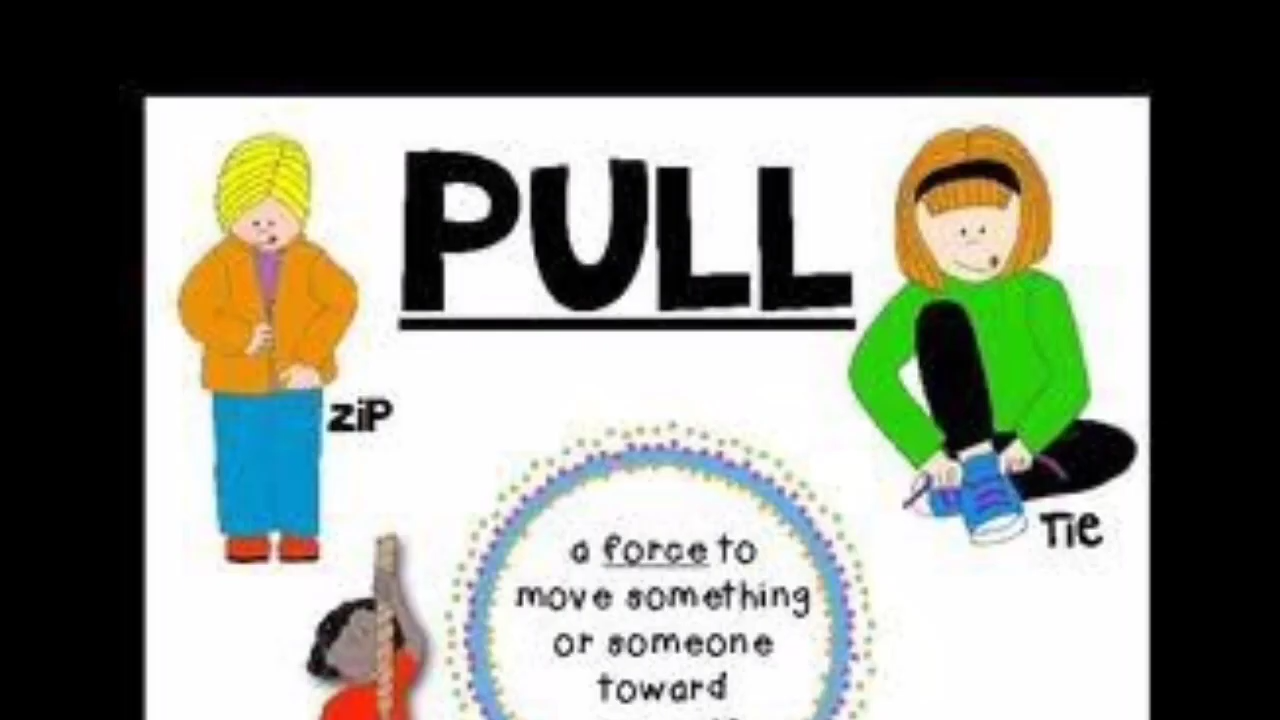 PULL
zip
Tie
a force to
move something
or someone
toward